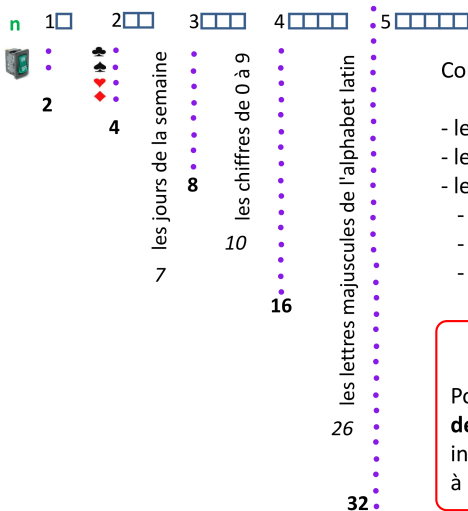 n 1 2 3 4 5
2
4
les jours de la semaine
7
8
les chiffres de 0 à 9
10
16
les lettres majuscules de l'alphabet latin
26
32
Co
- le
- le
- le
-
-
-
Po
de
in
à